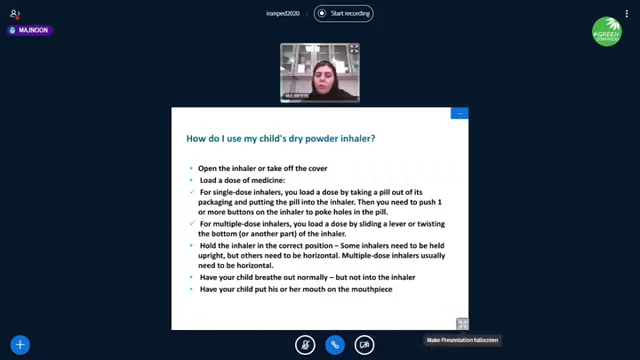 iranped2020
Start recording
MAJNOON
#GREEN
MAJNOON
How do I use my child's dry powder inhaler?
Open the inhaler or take off the cover
Load a dose of medicine:
For single-dose inhalers, you load a dose by taking a pill out of its
packaging and putting the pill into the inhaler. Then you need to push 1
or more buttons on the inhaler to poke holes in the pill.
For multiple-dose inhalers, you load a dose by sliding a lever or twisting
the bottom (or another part) of the inhaler.
Hold the inhaler in the correct position – Some inhalers need to be held
upright, but others need to be horizontal. Multiple-dose inhalers usually
need to be horizontal.
Have your child breathe out normally – but not into the inhaler
Have your child put his or her mouth on the mouthpiece
Make Presentation fullscreen